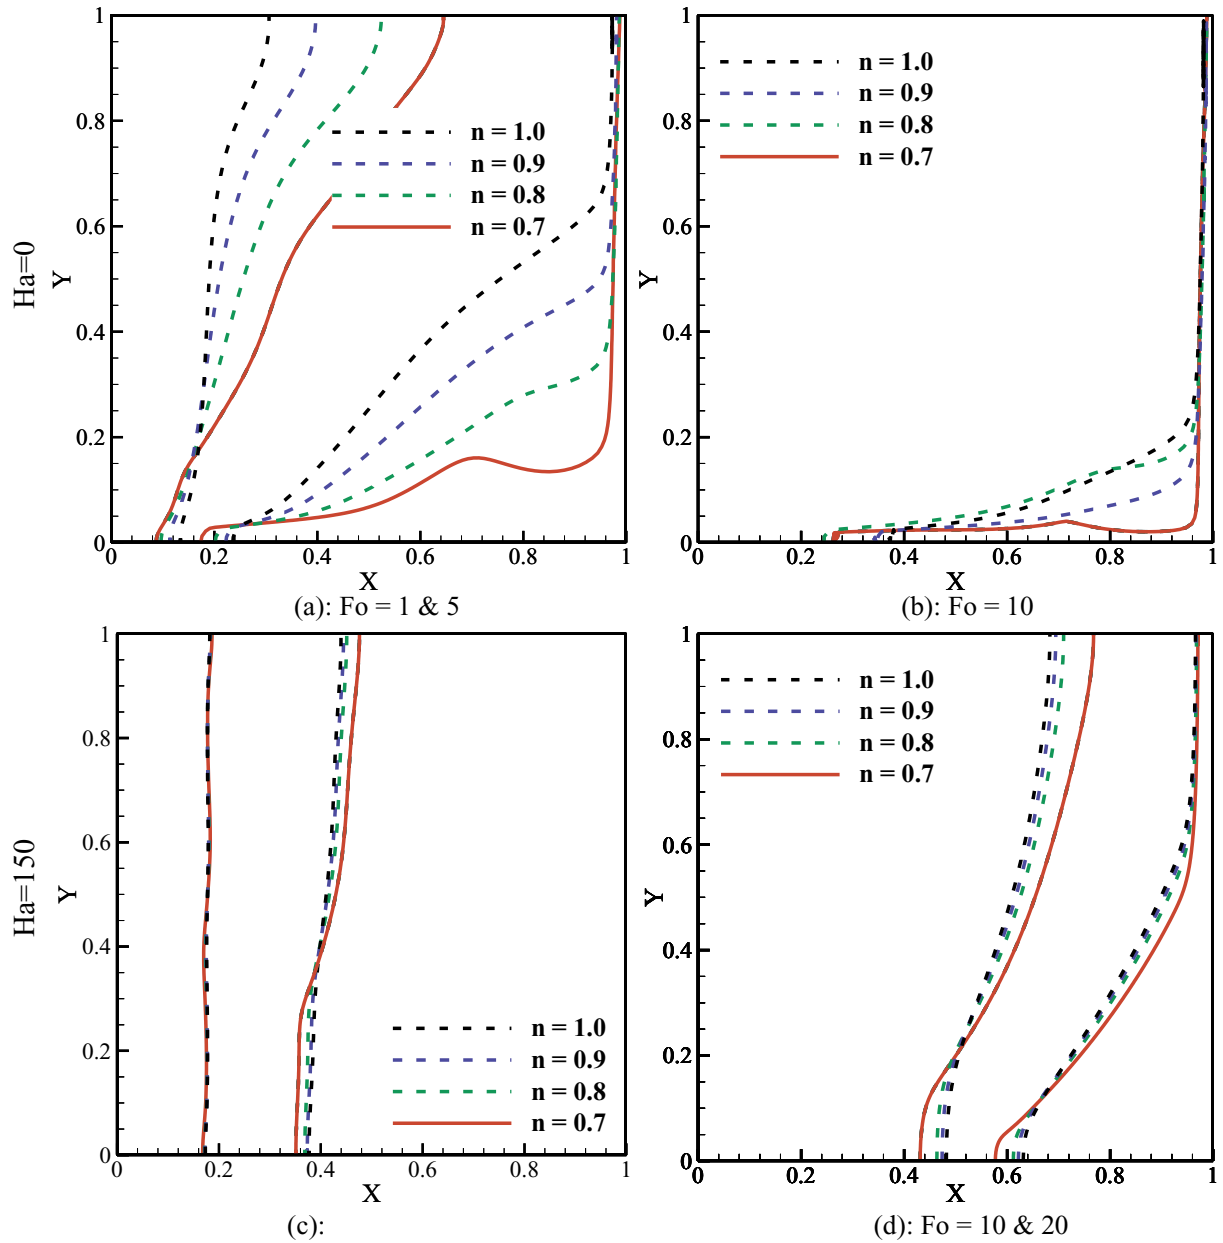 Ha=0
Y
1
0.8
0.6
0.4
0.2
0
n = 1.0
n = 0.9
n = 0.8
n = 0.7
0 0.2 0.4 0.6 0.8 1
X
(a): Fo = 1 & 5
Y
1
0.8
0.6
0.4
0.2
0
n = 1.0
n = 0.9
n = 0.8
n = 0.7
0 0.2 0.4 0.6 0.8 1
X
(b): Fo = 10
Ha=150
Y
1
0.8
0.6
0.4
0.2
0
n = 1.0
n = 0.9
n = 0.8
n = 0.7
0 0.2 0.4 0.6 0.8 1
X
(c):
Y
1
0.8
0.6
0.4
0.2
0
n = 1.0
n = 0.9
n = 0.8
n = 0.7
0 0.2 0.4 0.6 0.8 1
X
(d): Fo = 10 & 20